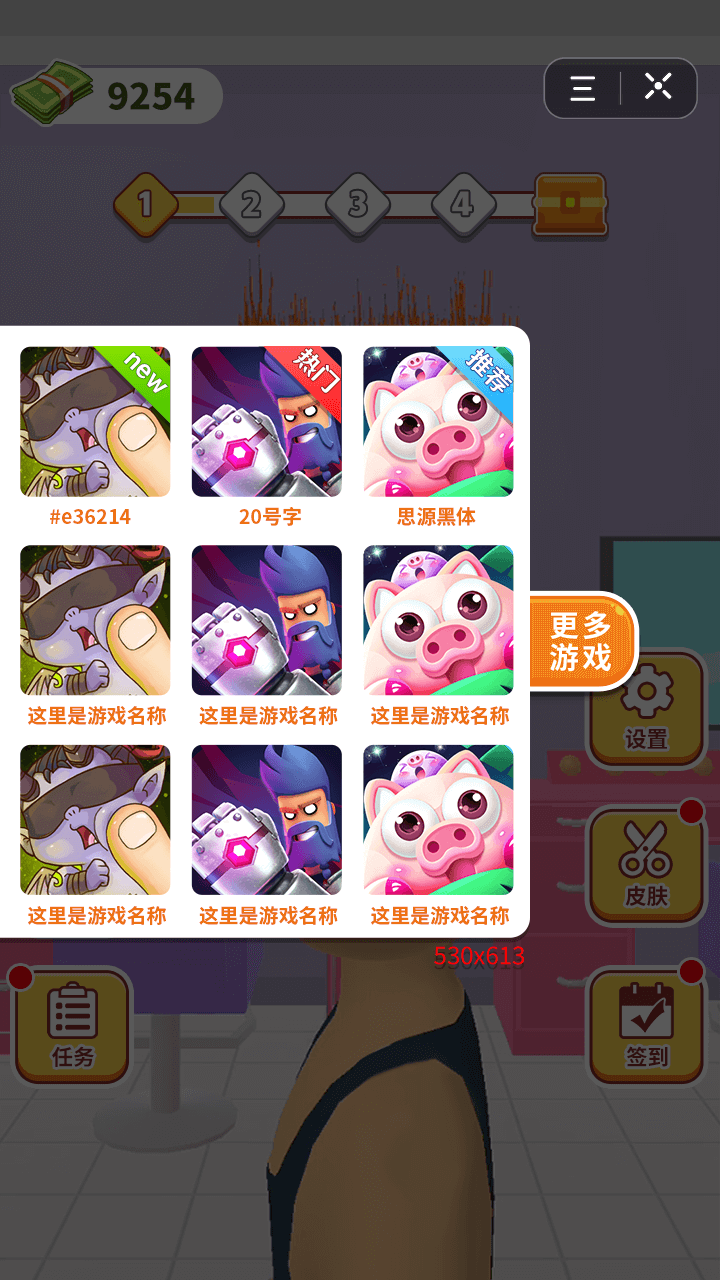 9254
1
2
3
4
new
热门
推荐
#e36214
20号字
思源黑体
更多
游戏
设置
这里是游戏名称
这里是游戏名称
这里是游戏名称
皮肤
这里是游戏名称
这里是游戏名称
这里是游戏名称
530x613
任务
签到